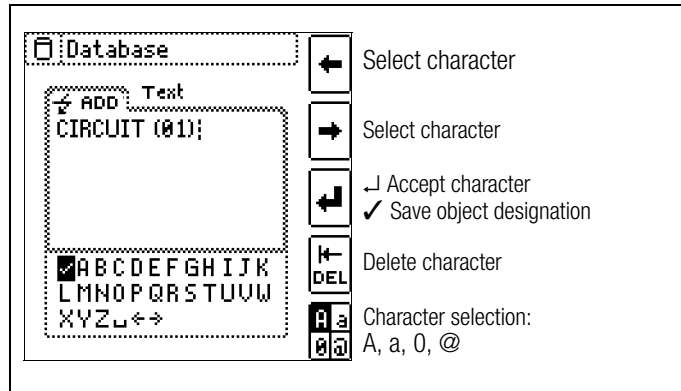 Database
ADD Text
CIRCUIT (01)
ABCDEFGHIJK
LMNOPQRSTUVW
XYZ␣←→
← Select character
→ Select character
↵ Accept character
✓ Save object designation
DEL Delete character
A a Character selection:
0 @ A, a, 0, @